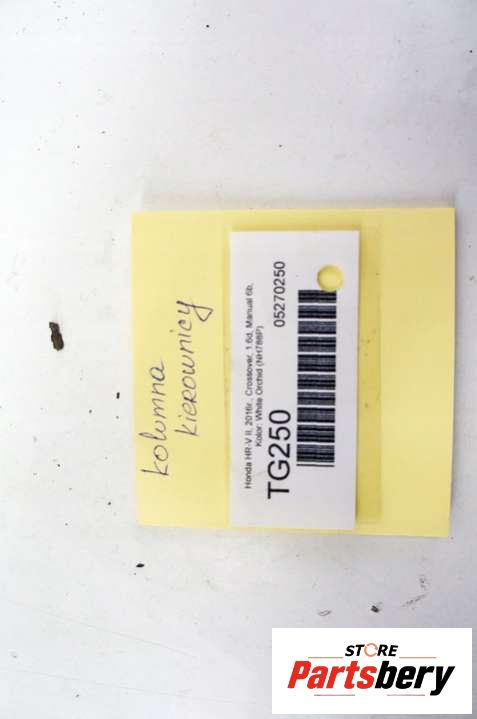 kolumna
kierownicy
Honda HR-V II, 2016r., Crossover, 1.6d, Manual 6b,
Kolor: White Orchid (NH788P)
TG250
05270250
STORE
Partsbery